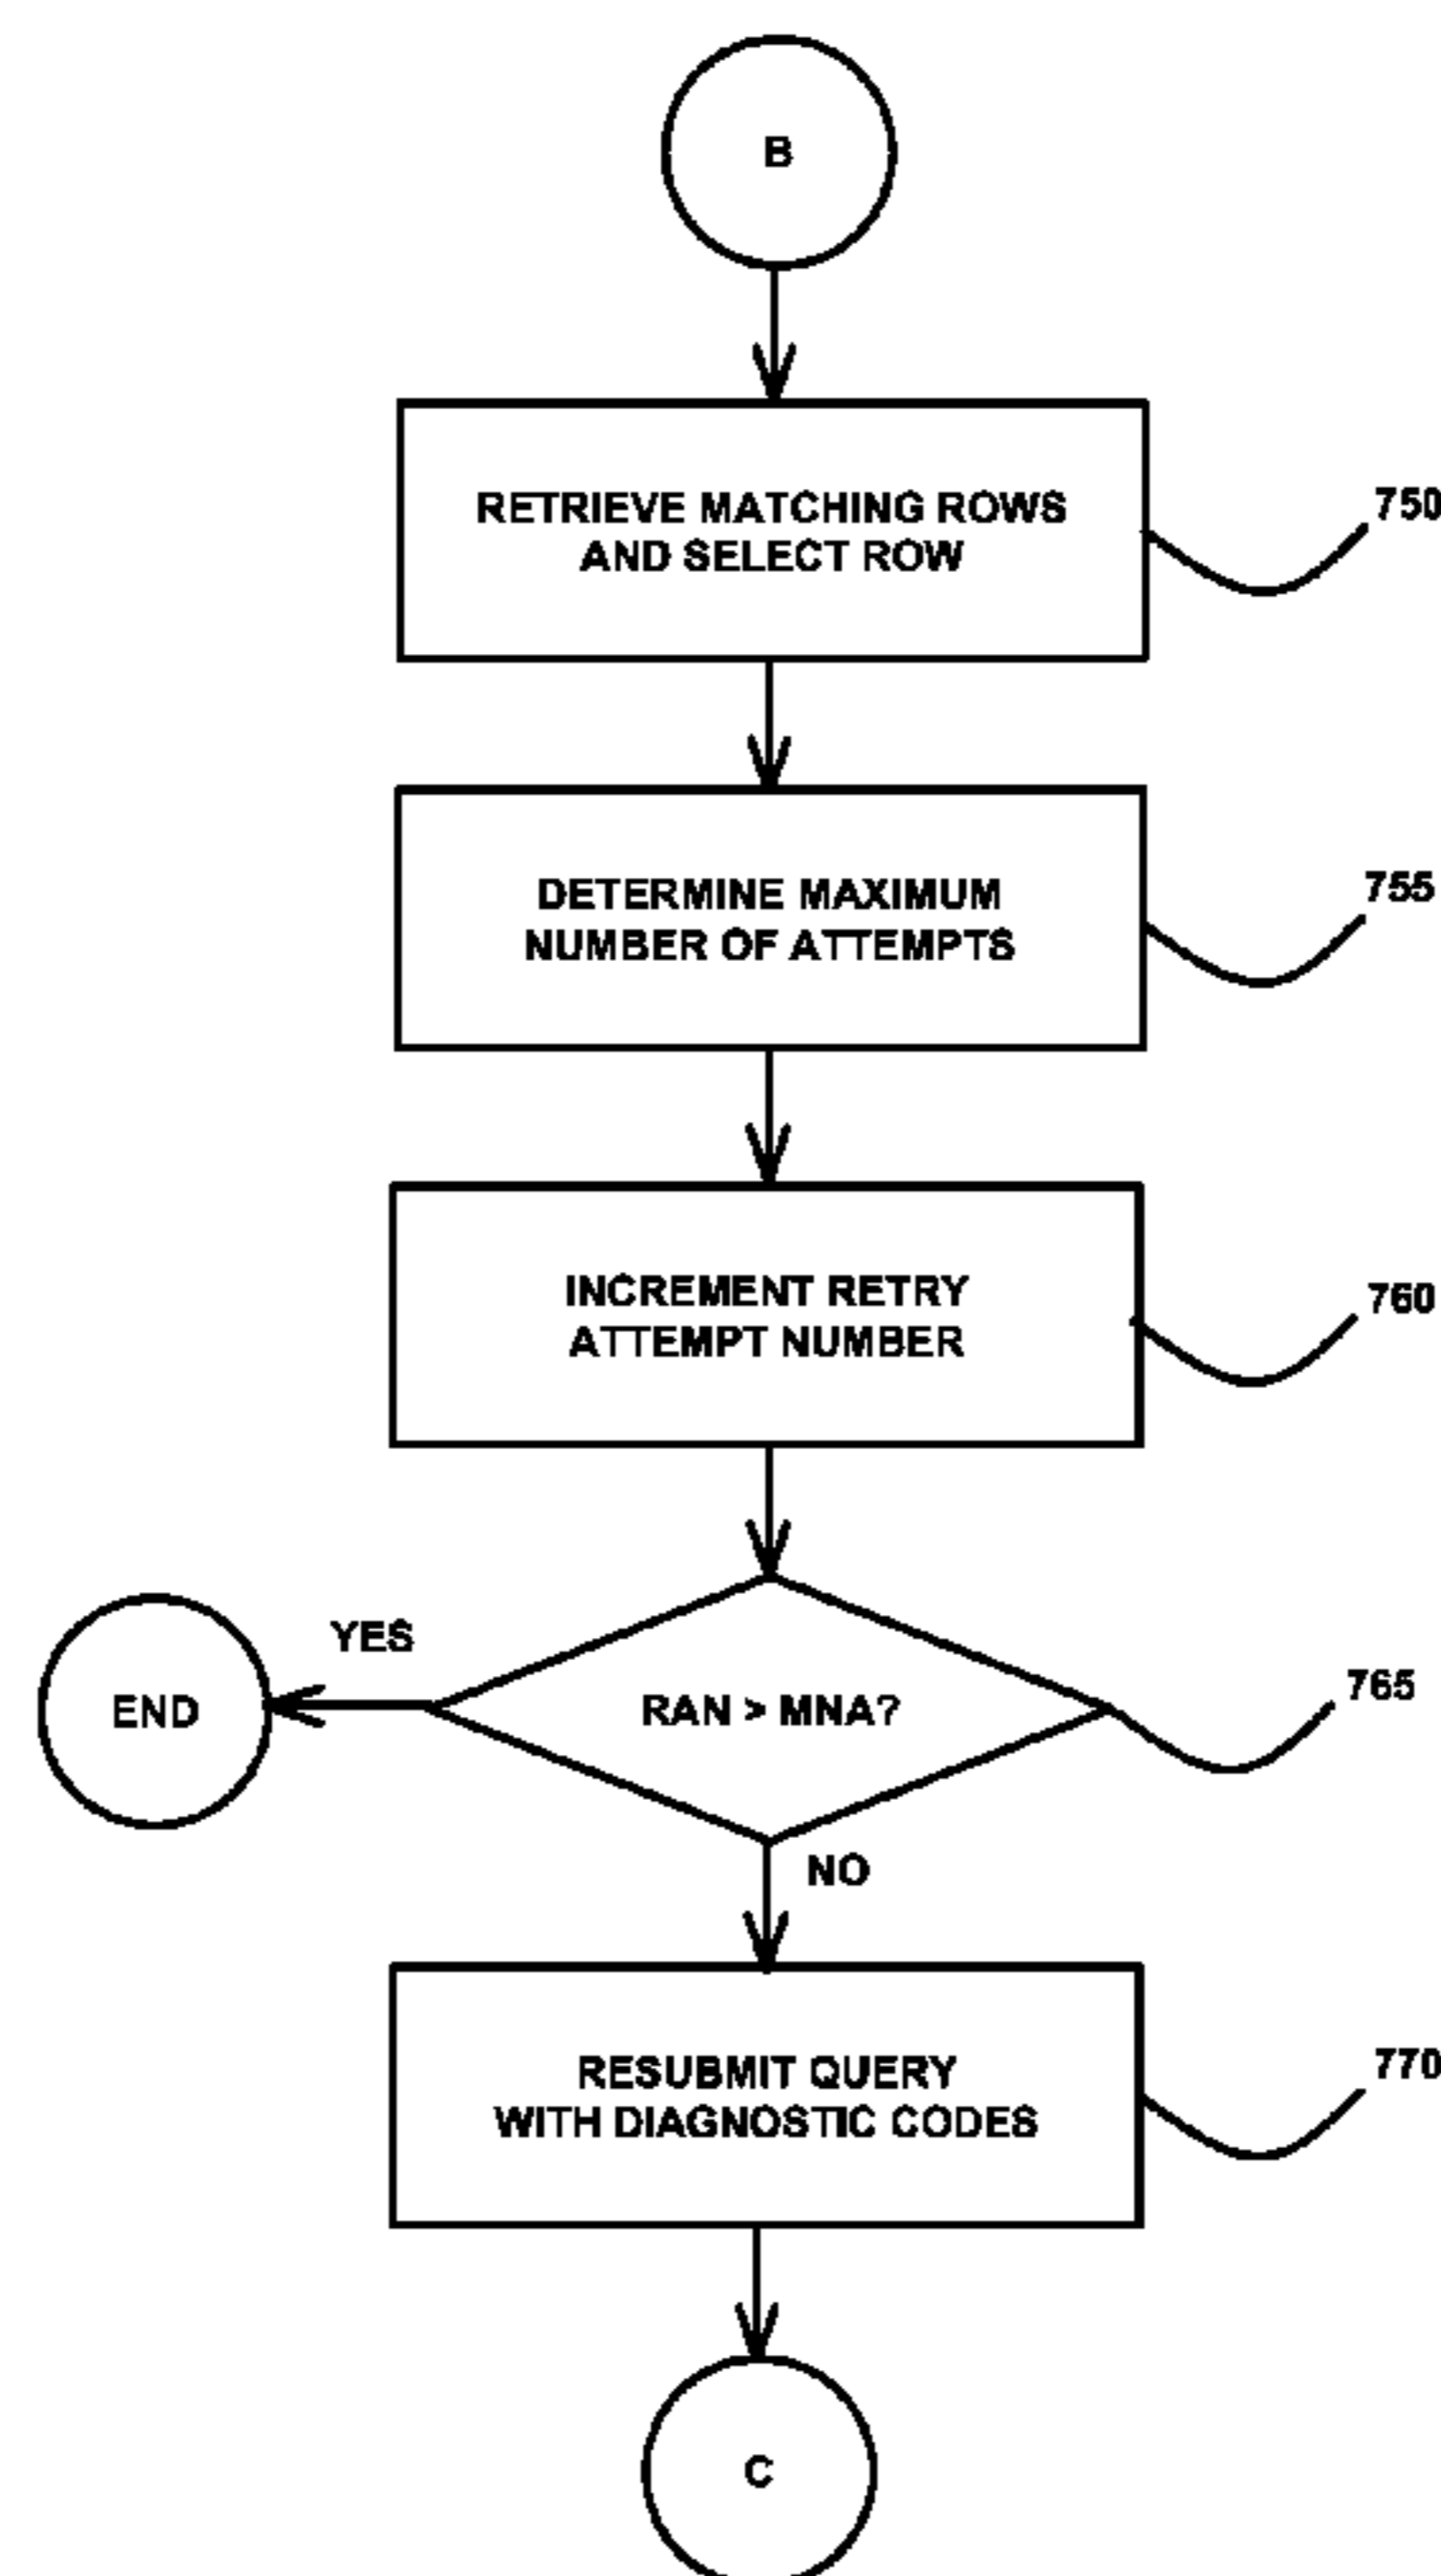 B
RETRIEVE MATCHING ROWS
AND SELECT ROW
750
DETERMINE MAXIMUM
NUMBER OF ATTEMPTS
755
INCREMENT RETRY
ATTEMPT NUMBER
760
YES
END
RAN > MNA?
765
NO
RESUBMIT QUERY
WITH DIAGNOSTIC CODES
770
C